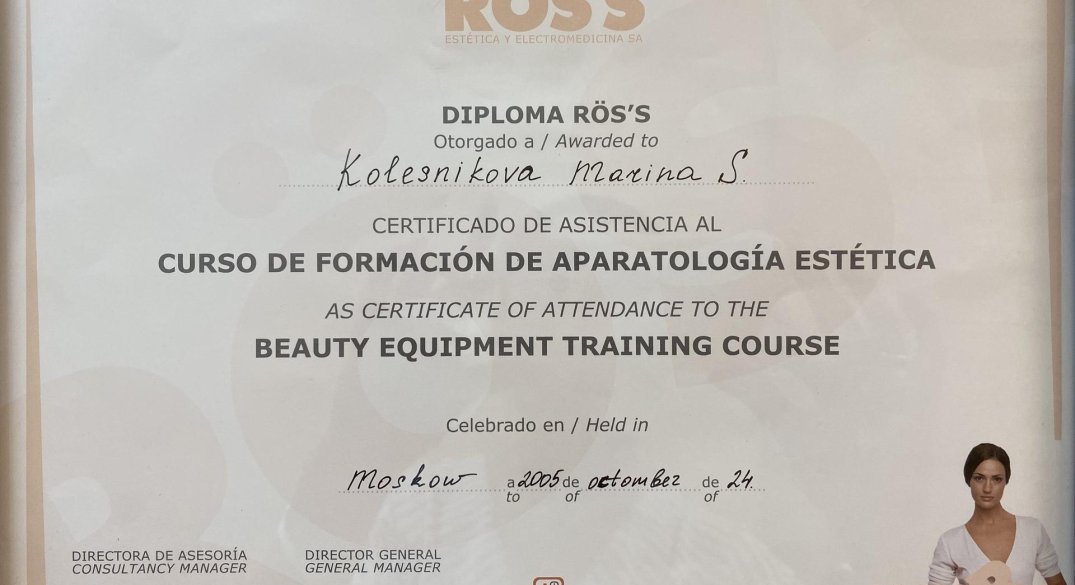 RÖS'S
ESTÉTICA Y ELECTROMEDICINA SA
DIPLOMA RÖS'S
Otorgado a / Awarded to
Kolesnikova Marina S.
CERTIFICADO DE ASISTENCIA AL
CURSO DE FORMACIÓN DE APARATOLOGÍA ESTÉTICA
AS CERTIFICATE OF ATTENDANCE TO THE
BEAUTY EQUIPMENT TRAINING COURSE
Celebrado en / Held in
Moskow a 2005 de octomber de 24
to of of
DIRECTORA DE ASESORÍA DIRECTOR GENERAL
CONSULTANCY MANAGER GENERAL MANAGER